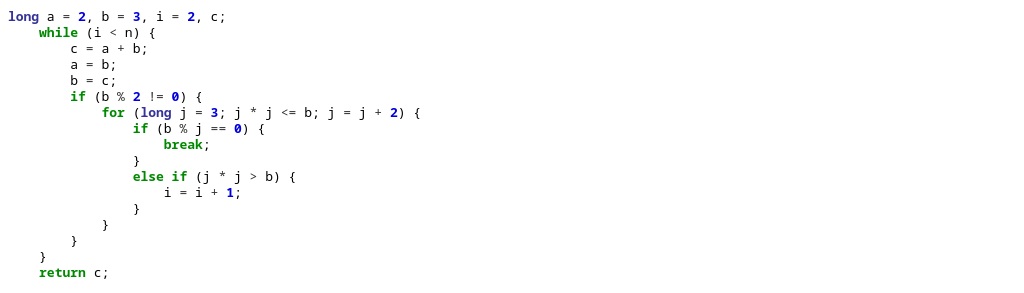 long a = 2, b = 3, i = 2, c;
    while (i < n) {
        c = a + b;
        a = b;
        b = c;
        if (b % 2 != 0) {
            for (long j = 3; j * j <= b; j = j + 2) {
                if (b % j == 0) {
                    break;
                }
                else if (j * j > b) {
                    i = i + 1;
                }
            }
        }
    }
    return c;